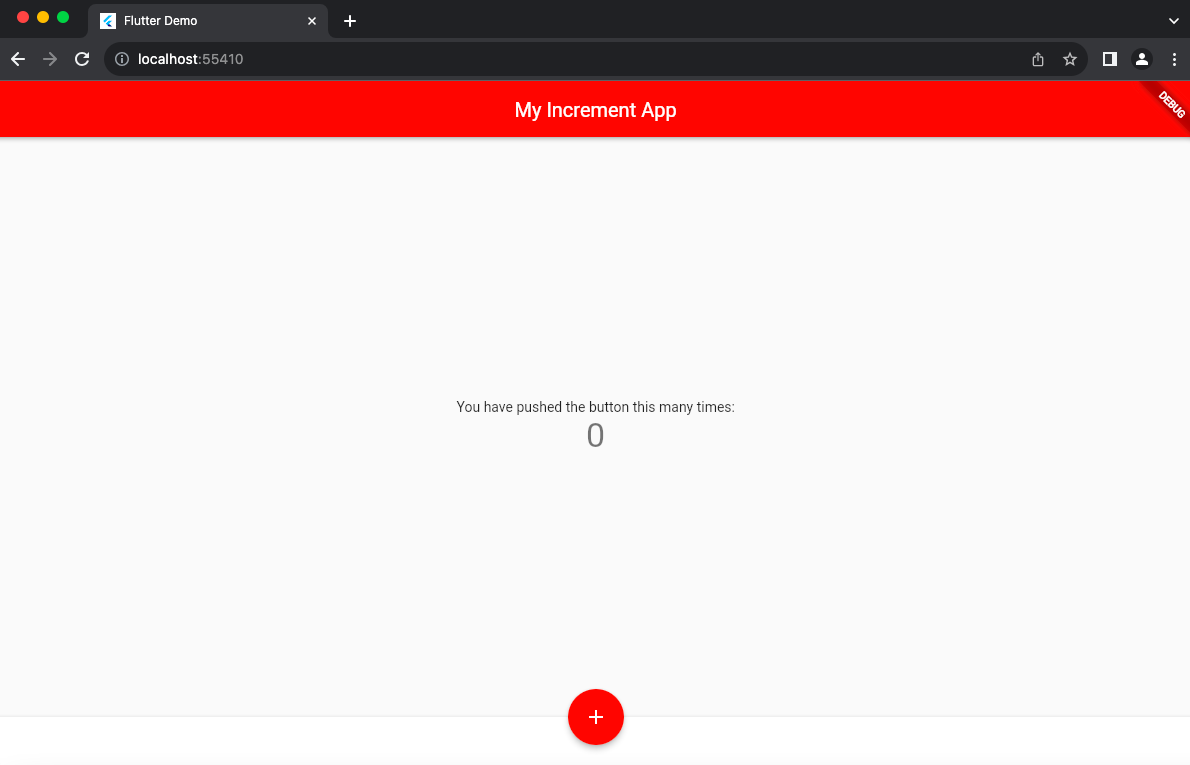 Flutter Demo
localhost:55410
My Increment App
DEBUG
You have pushed the button this many times:
0